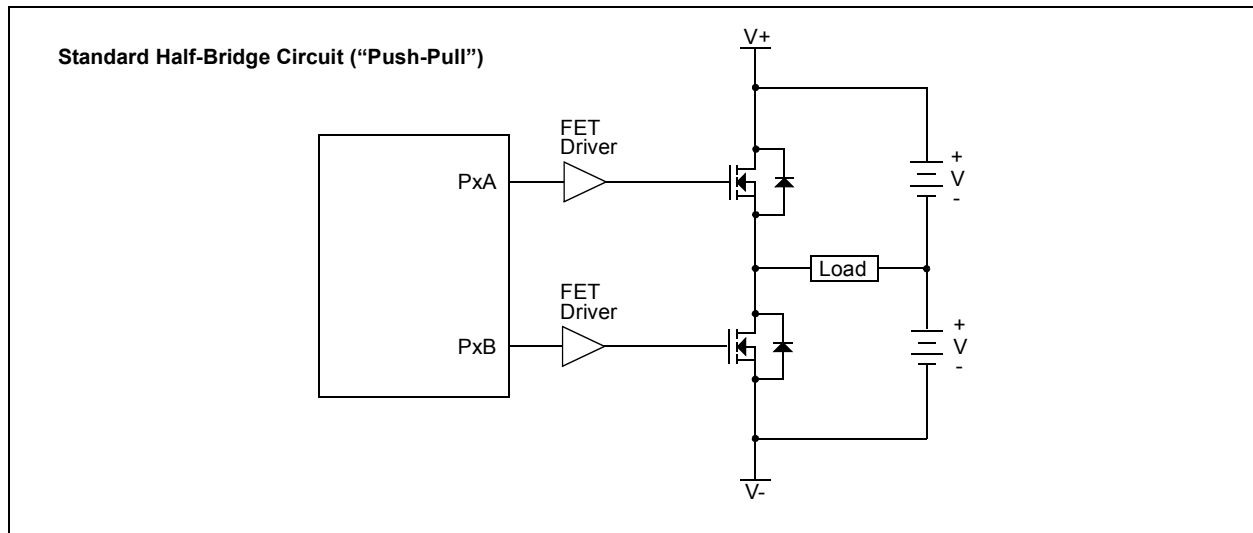 Standard Half-Bridge Circuit (“Push-Pull”)
V+
FET
Driver
PxA
+
V
-
Load
FET
Driver
PxB
+
V
-
V-